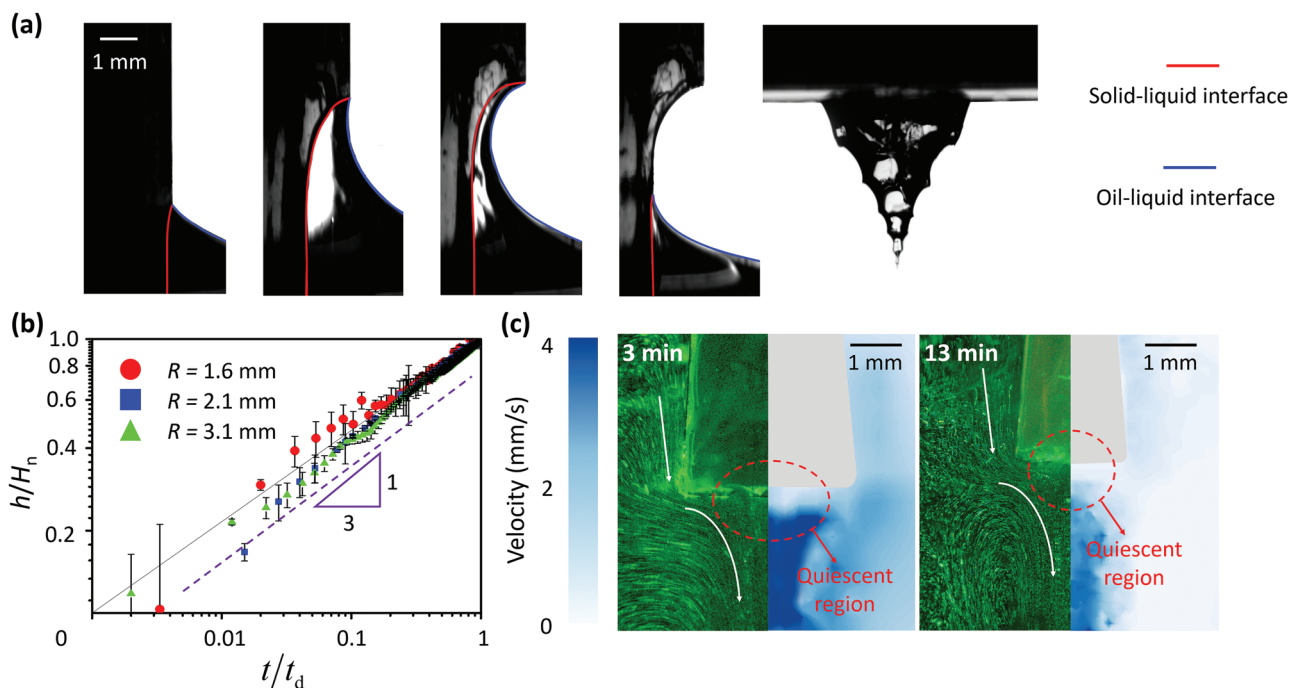 (a)
1 mm
Solid-liquid interface
Oil-liquid interface
(b)
1.0
0.8
0.6
0.4
0.2
h/Hn
R = 1.6 mm
R = 2.1 mm
R = 3.1 mm
1
3
0
0.01
0.1
1
t/td
(c)
4
2
0
Velocity (mm/s)
3 min
1 mm
Quiescent
region
13 min
1 mm
Quiescent
region